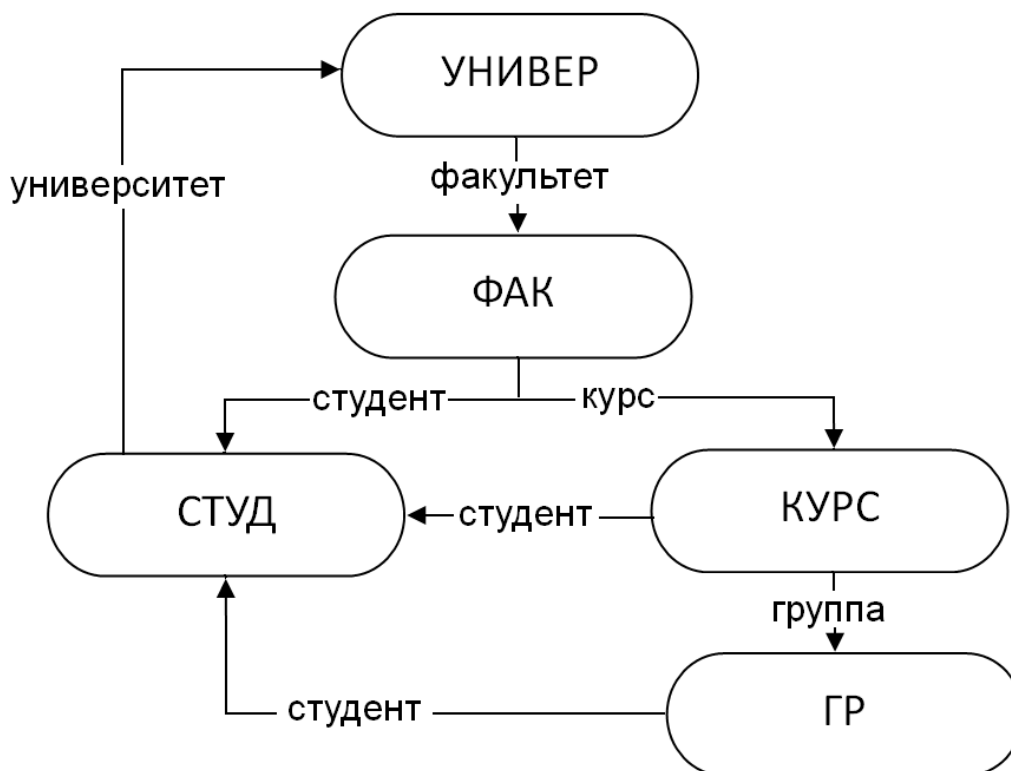 УНИВЕР
университет
факультет
ФАК
студент
курс
СТУД
студент
КУРС
группа
студент
ГР